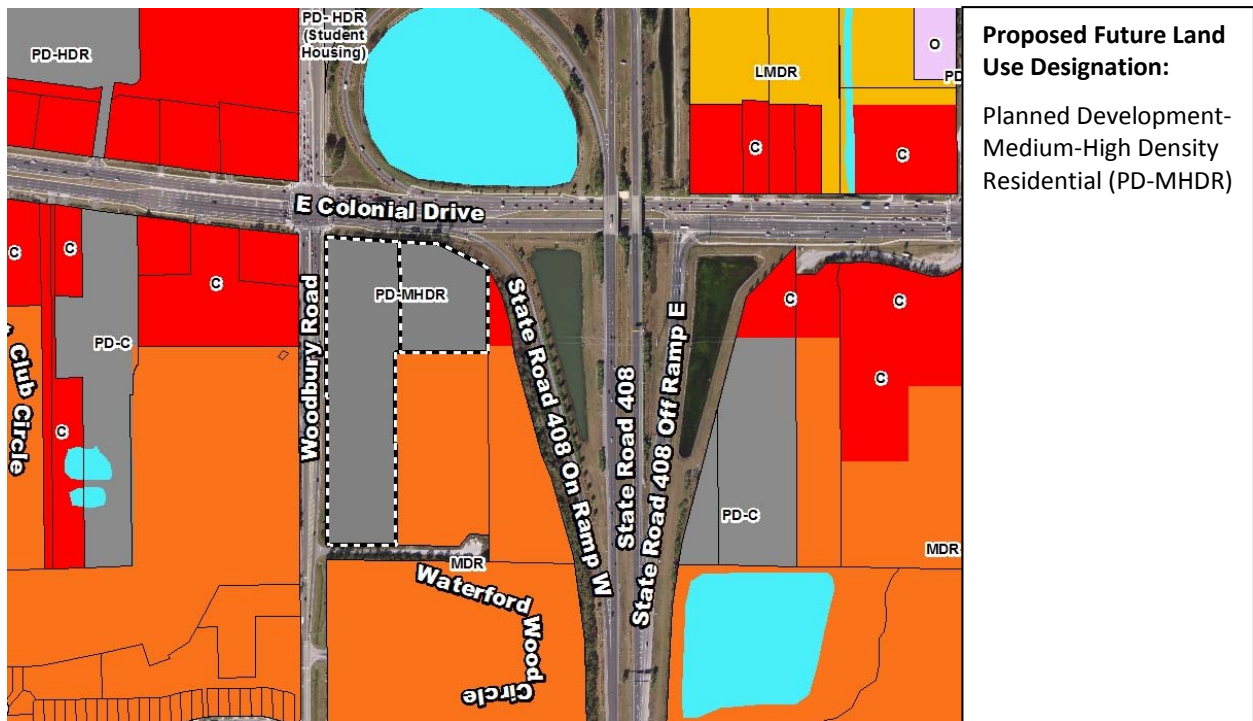 PD- HDR
(Student
Housing)
PD-HDR
LMDR
O
PD
C
C
E Colonial Drive
C
C
C
PD-MHDR
C
C
PD-C
Club Circle
Woodbury Road
State Road 408 On Ramp W
State Road 408
State Road 408 Off Ramp E
C
C
PD-C
MDR
MDR
Waterford
Wood
Circle
Proposed Future Land
Use Designation:
Planned Development-
Medium-High Density
Residential (PD-MHDR)